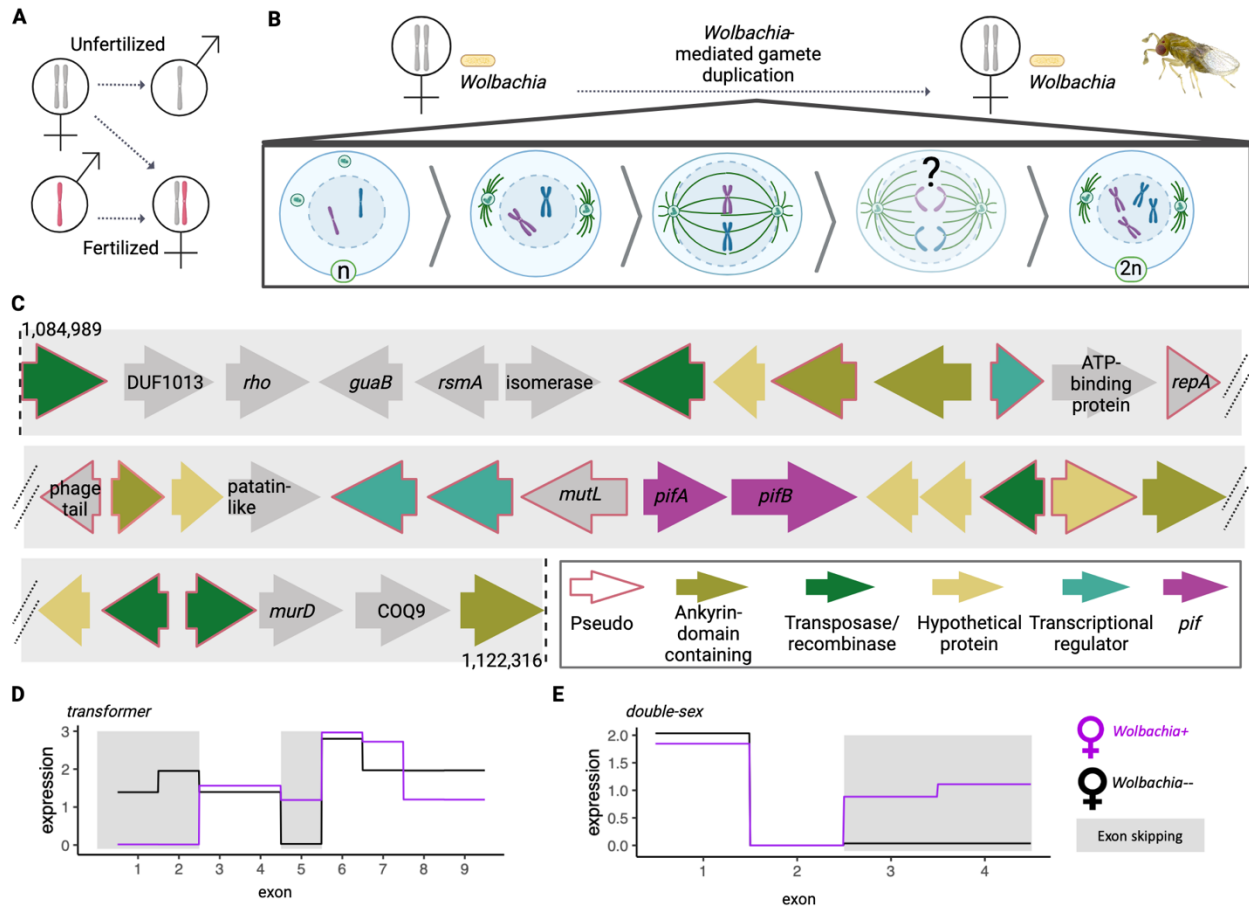 A
Unfertilized
Fertilized
B
Wolbachia
Wolbachia-
mediated gamete
duplication
Wolbachia
?
n
2n
C
1,084,989
DUF1013
rho
guaB
rsmA
isomerase
ATP-
binding
protein
repA
phage
tail
patatin-
like
mutL
pifA
pifB
murD
COQ9
1,122,316
Pseudo
Ankyrin-
domain
containing
Transposase/
recombinase
Hypothetical
protein
Transcriptional
regulator
pif
D
transformer
expression
3
2
1
0
1 2 3 4 5 6 7 8 9
exon
E
double-sex
expression
2.0
1.5
1.0
0.5
0.0
1 2 3 4
exon
Wolbachia+
Wolbachia--
Exon skipping